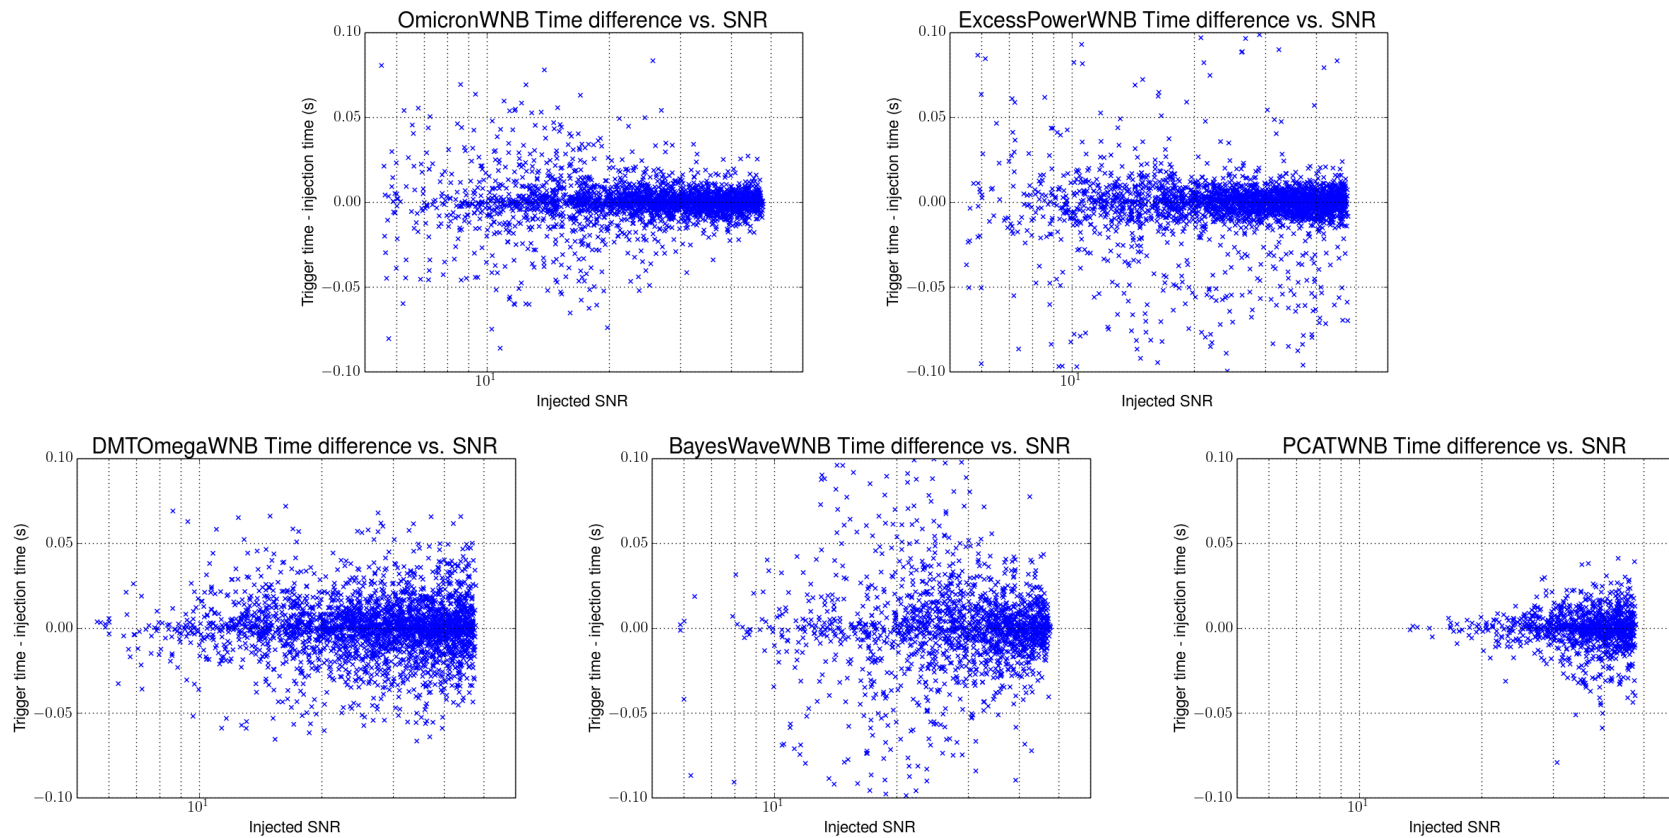 OmicronWNB Time difference vs. SNR
0.10
0.05
0.00
−0.05
−0.10
Trigger time - injection time (s)
10¹
Injected SNR
ExcessPowerWNB Time difference vs. SNR
0.10
0.05
0.00
−0.05
−0.10
Trigger time - injection time (s)
10¹
Injected SNR
DMTOmegaWNB Time difference vs. SNR
0.10
0.05
0.00
−0.05
−0.10
Trigger time - injection time (s)
10¹
Injected SNR
BayesWaveWNB Time difference vs. SNR
0.10
0.05
0.00
−0.05
−0.10
Trigger time - injection time (s)
10¹
Injected SNR
PCATWNB Time difference vs. SNR
0.10
0.05
0.00
−0.05
−0.10
Trigger time - injection time (s)
10¹
Injected SNR